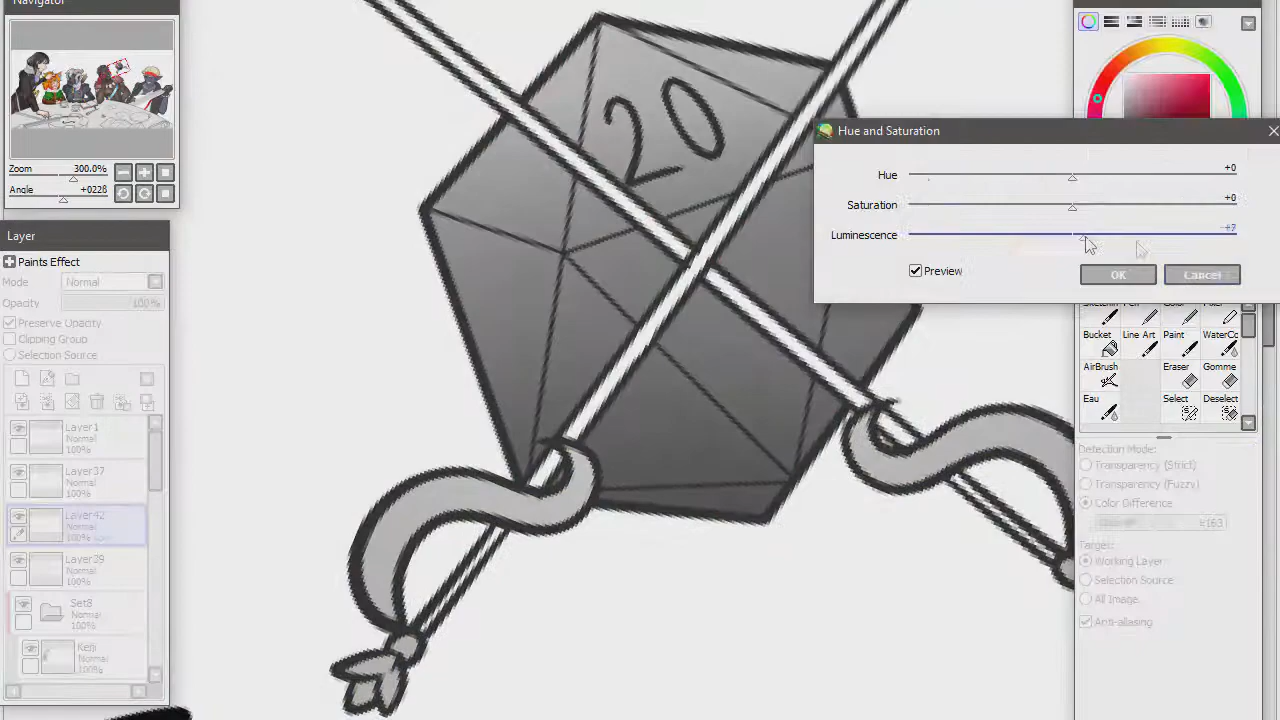 Navigator
Zoom 300.0%
Angle +0228
Layer
Paints Effect
Mode Normal
Opacity 100%
Preserve Opacity
Clipping Group
Selection Source
Layer1
Normal
100%
Layer37
Normal
100%
Layer42
Normal
100%
Layer39
Normal
100%
Set8
Normal
100%
Keiji
Normal
100%
20
Hue and Saturation
Hue +0
Saturation +0
Luminescence +7
Preview OK Cancel
Bucket Line Art Paint WaterCo
AirBrush Eraser Gomme
Eau Select Deselect
Detection Mode:
Transparency (Strict)
Transparency (Fuzzy)
Color Difference
±163
Target:
Working Layer
Selection Source
All Image
Anti-aliasing